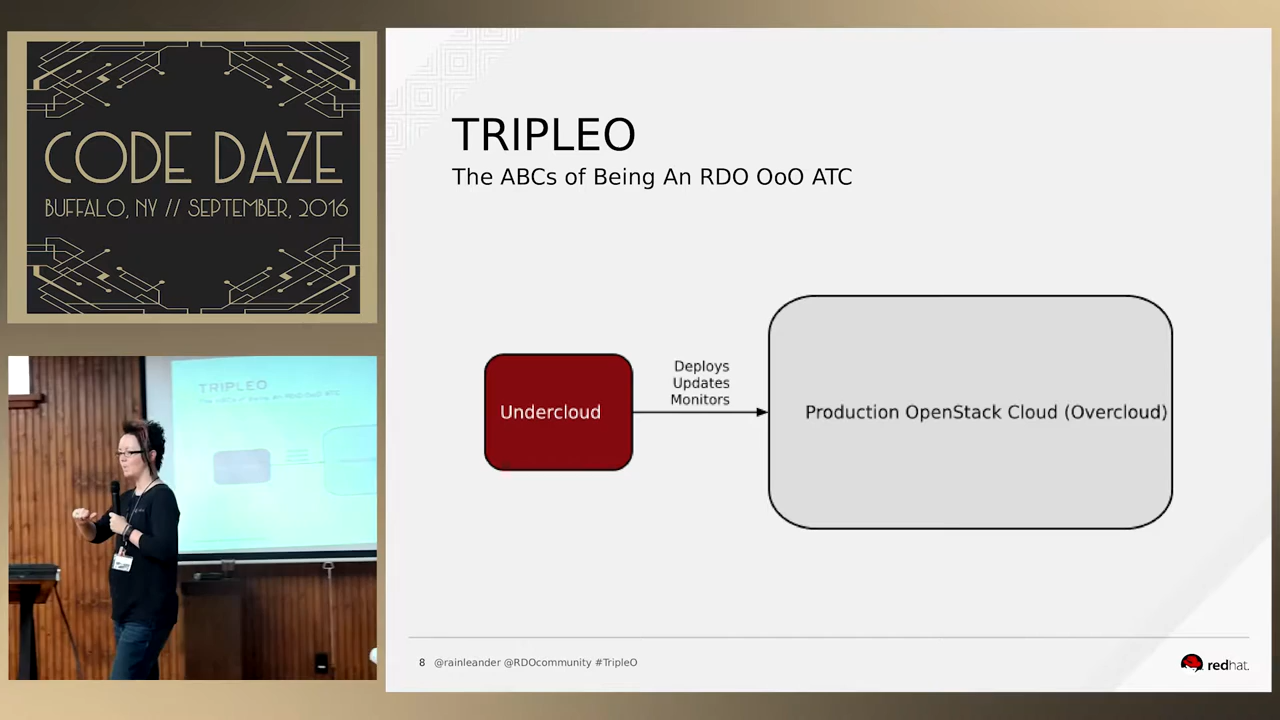 CODE DAZE
BUFFALO, NY // SEPTEMBER, 2016
TRIPLEO
The ABCs of Being An RDO OoO ATC
Undercloud
Deploys
Updates
Monitors
Production OpenStack Cloud (Overcloud)
8 @rainleander @RDOcommunity #TripleO
redhat.
TRIPLEO